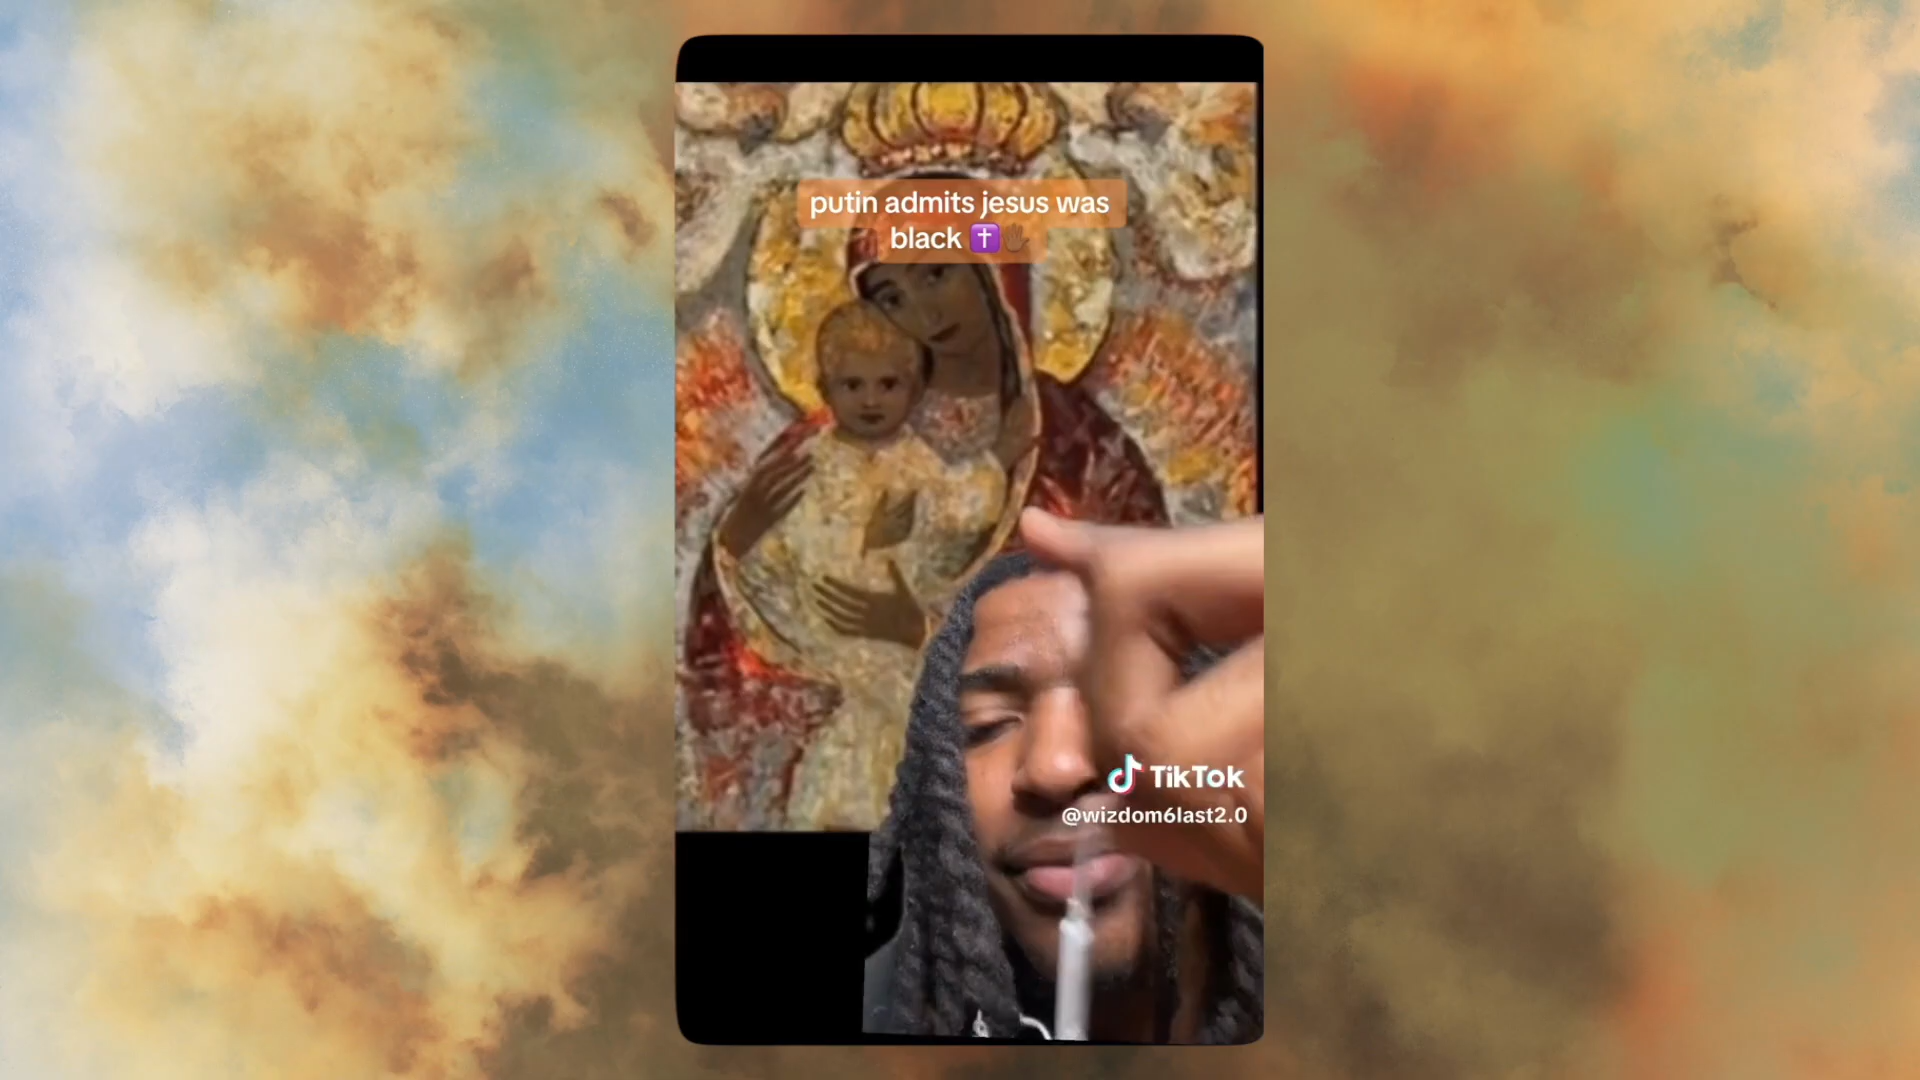 putin admits jesus was
black ✝️🖐🏿
TikTok
@wizdom6last2.0